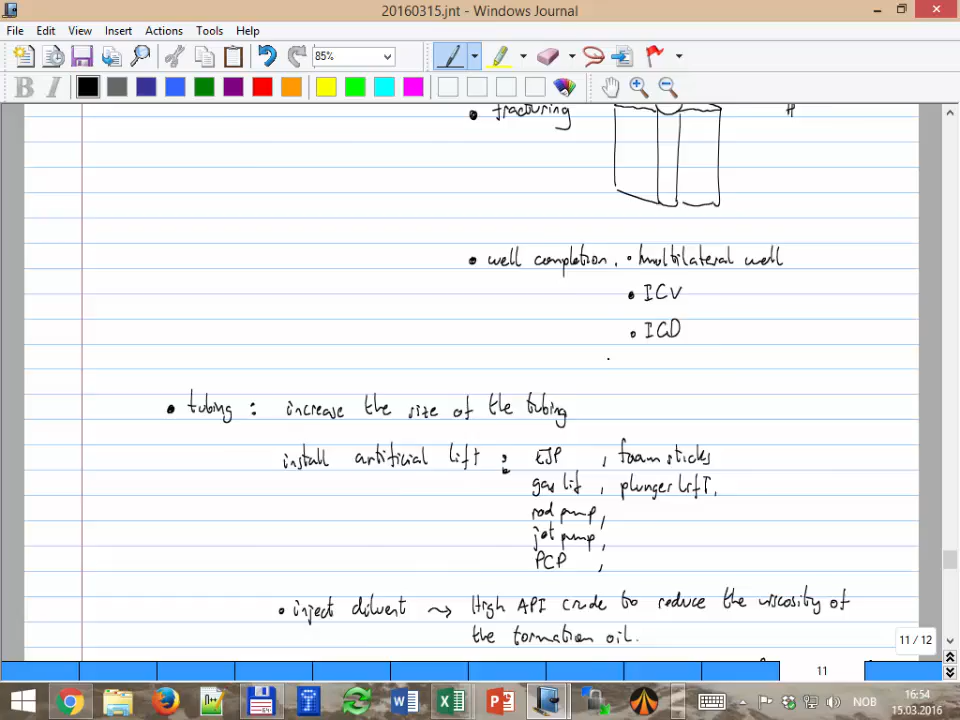 20160315.jnt - Windows Journal
File Edit View Insert Actions Tools Help
85%
B I
• fracturing
H
• well completion. • multilateral well
• ICV
• ICD
• tubing : increase the size of the tubing
install artificial lift : ESP , foam sticks
gas lif , plunger lift,
rod pump,
jet pump,
PCP ,
• inject diluent → High API crude to reduce the viscosity of
the formation oil.
11 / 12
11
NOB
16:54
15.03.2016